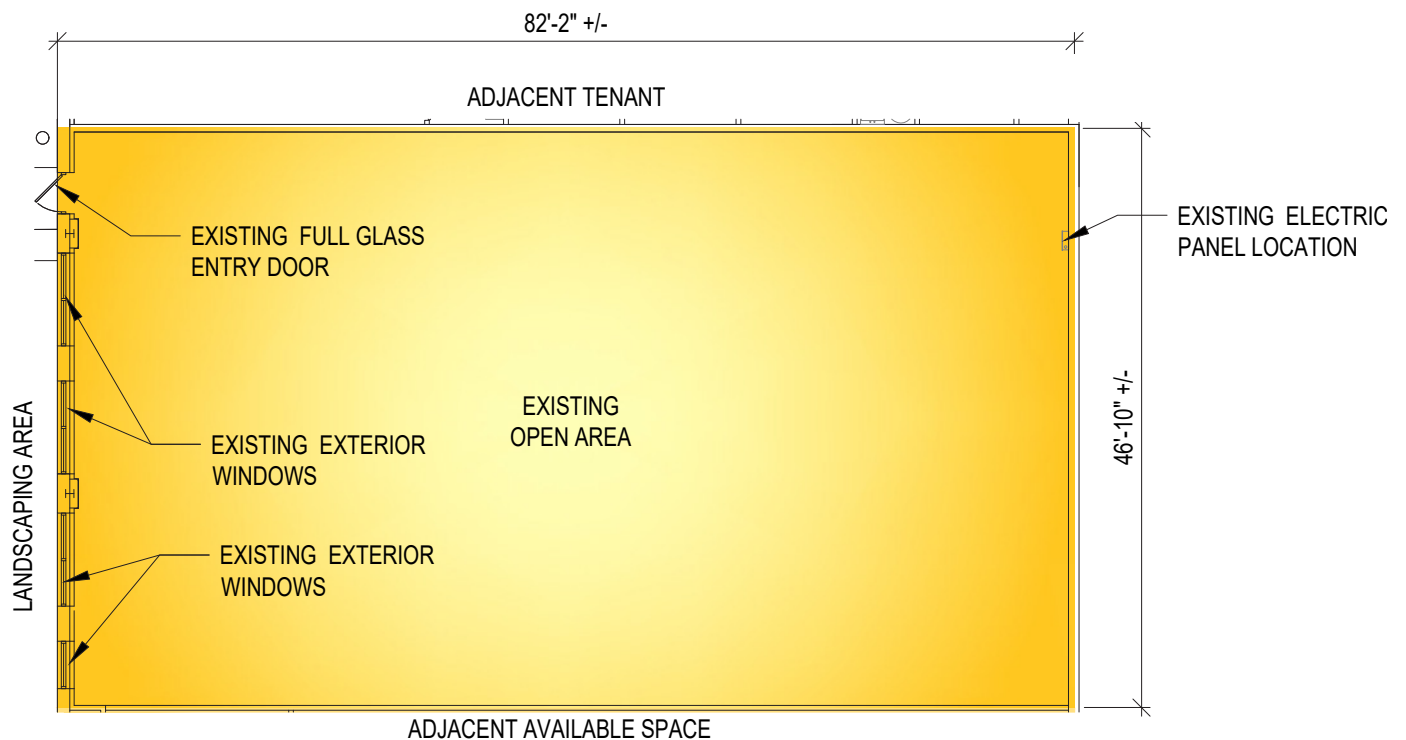 82'-2" +/-
ADJACENT TENANT
EXISTING FULL GLASS
ENTRY DOOR
EXISTING ELECTRIC
PANEL LOCATION
EXISTING
OPEN AREA
46'-10" +/-
LANDSCAPING AREA
EXISTING EXTERIOR
WINDOWS
EXISTING EXTERIOR
WINDOWS
ADJACENT AVAILABLE SPACE